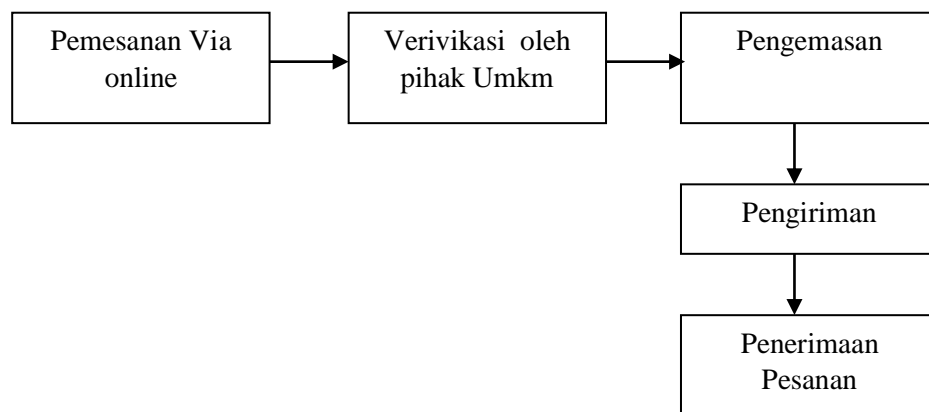 Pemesanan Via
online
Verivikasi  oleh
pihak Umkm
Pengemasan
Pengiriman
Penerimaan
Pesanan